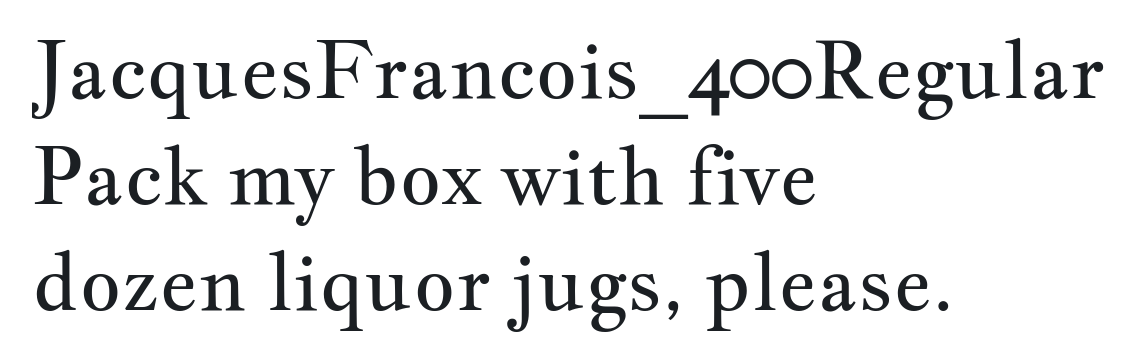 JacquesFrancois_400Regular
Pack my box with five
dozen liquor jugs, please.